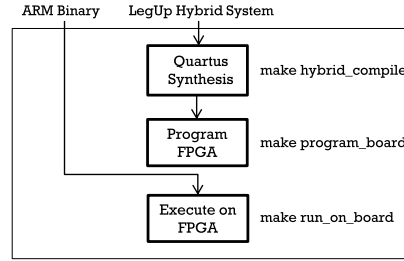 ARM Binary LegUp Hybrid System
Quartus
Synthesis
make hybrid_compile
Program
FPGA
make program_board
Execute on
FPGA
make run_on_board